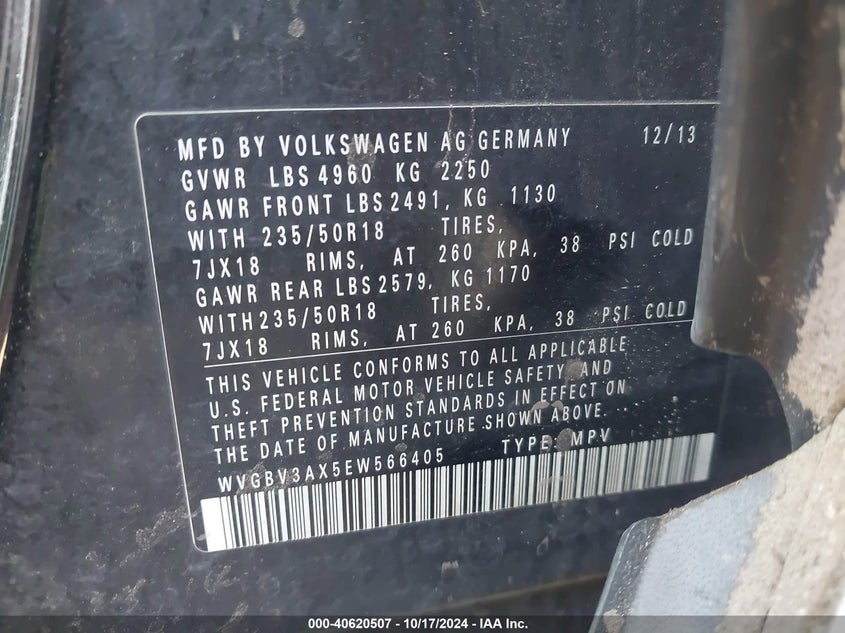 MFD BY VOLKSWAGEN AG GERMANY 12/13
GVWR LBS 4960 KG 2250
GAWR FRONT LBS 2491, KG 1130
WITH 235/50R18 TIRES,
7JX18 RIMS, AT 260 KPA, 38 PSI COLD
GAWR REAR LBS 2579, KG 1170
WITH 235/50R18 TIRES,
7JX18 RIMS, AT 260 KPA, 38 PSI COLD
THIS VEHICLE CONFORMS TO ALL APPLICABLE
U.S. FEDERAL MOTOR VEHICLE SAFETY AND
THEFT PREVENTION STANDARDS IN EFFECT ON
THE DATE OF MANUFACTURE SHOWN ABOVE.
WVGBV3AX5EW566405 TYPE: MPV
000-40620507 - 10/17/2024 - IAA Inc.